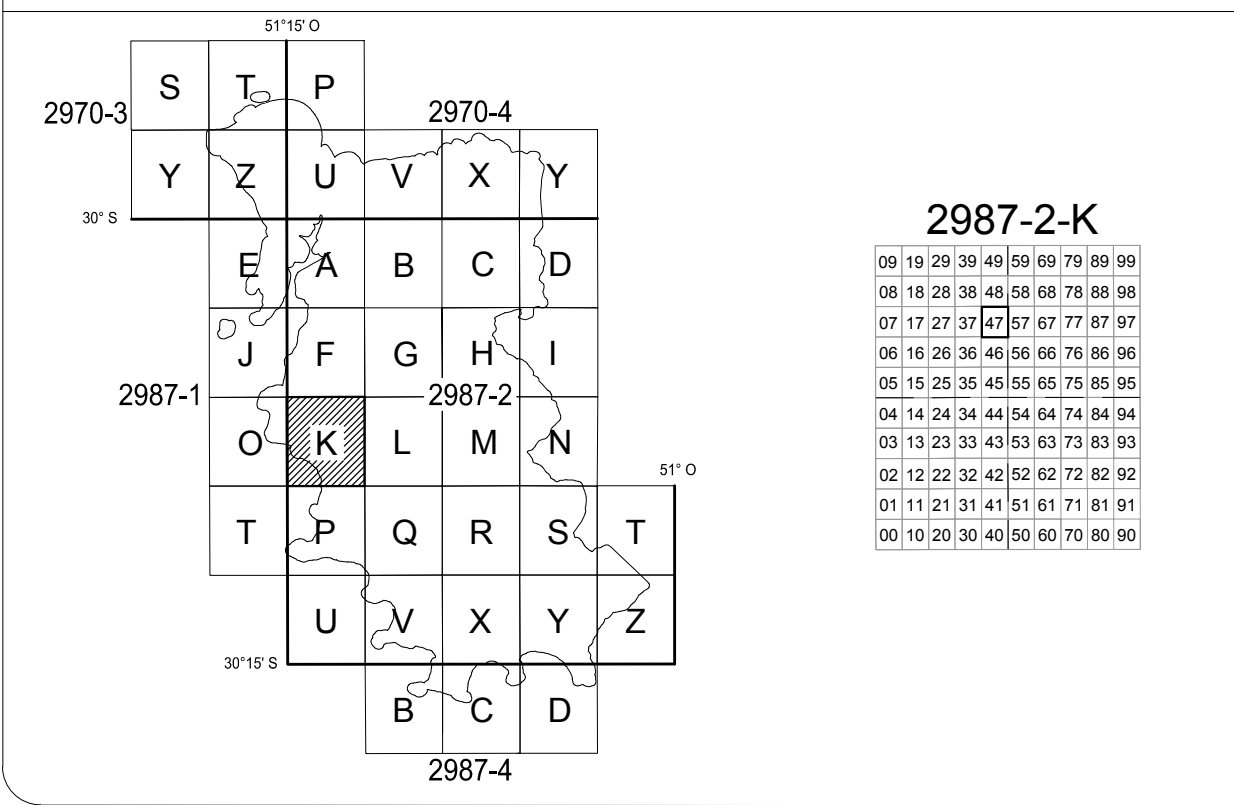 51°15' O
S T P
2970-3 2970-4
Y Z U V X Y
30° S
E A B C D
J F G H I
2987-1 2987-2
O K L M N
51° O
T P Q R S T
U V X Y Z
30°15' S
B C D
2987-4
2987-2-K
09 19 29 39 49 59 69 79 89 99
08 18 28 38 48 58 68 78 88 98
07 17 27 37 47 57 67 77 87 97
06 16 26 36 46 56 66 76 86 96
05 15 25 35 45 55 65 75 85 95
04 14 24 34 44 54 64 74 84 94
03 13 23 33 43 53 63 73 83 93
02 12 22 32 42 52 62 72 82 92
01 11 21 31 41 51 61 71 81 91
00 10 20 30 40 50 60 70 80 90